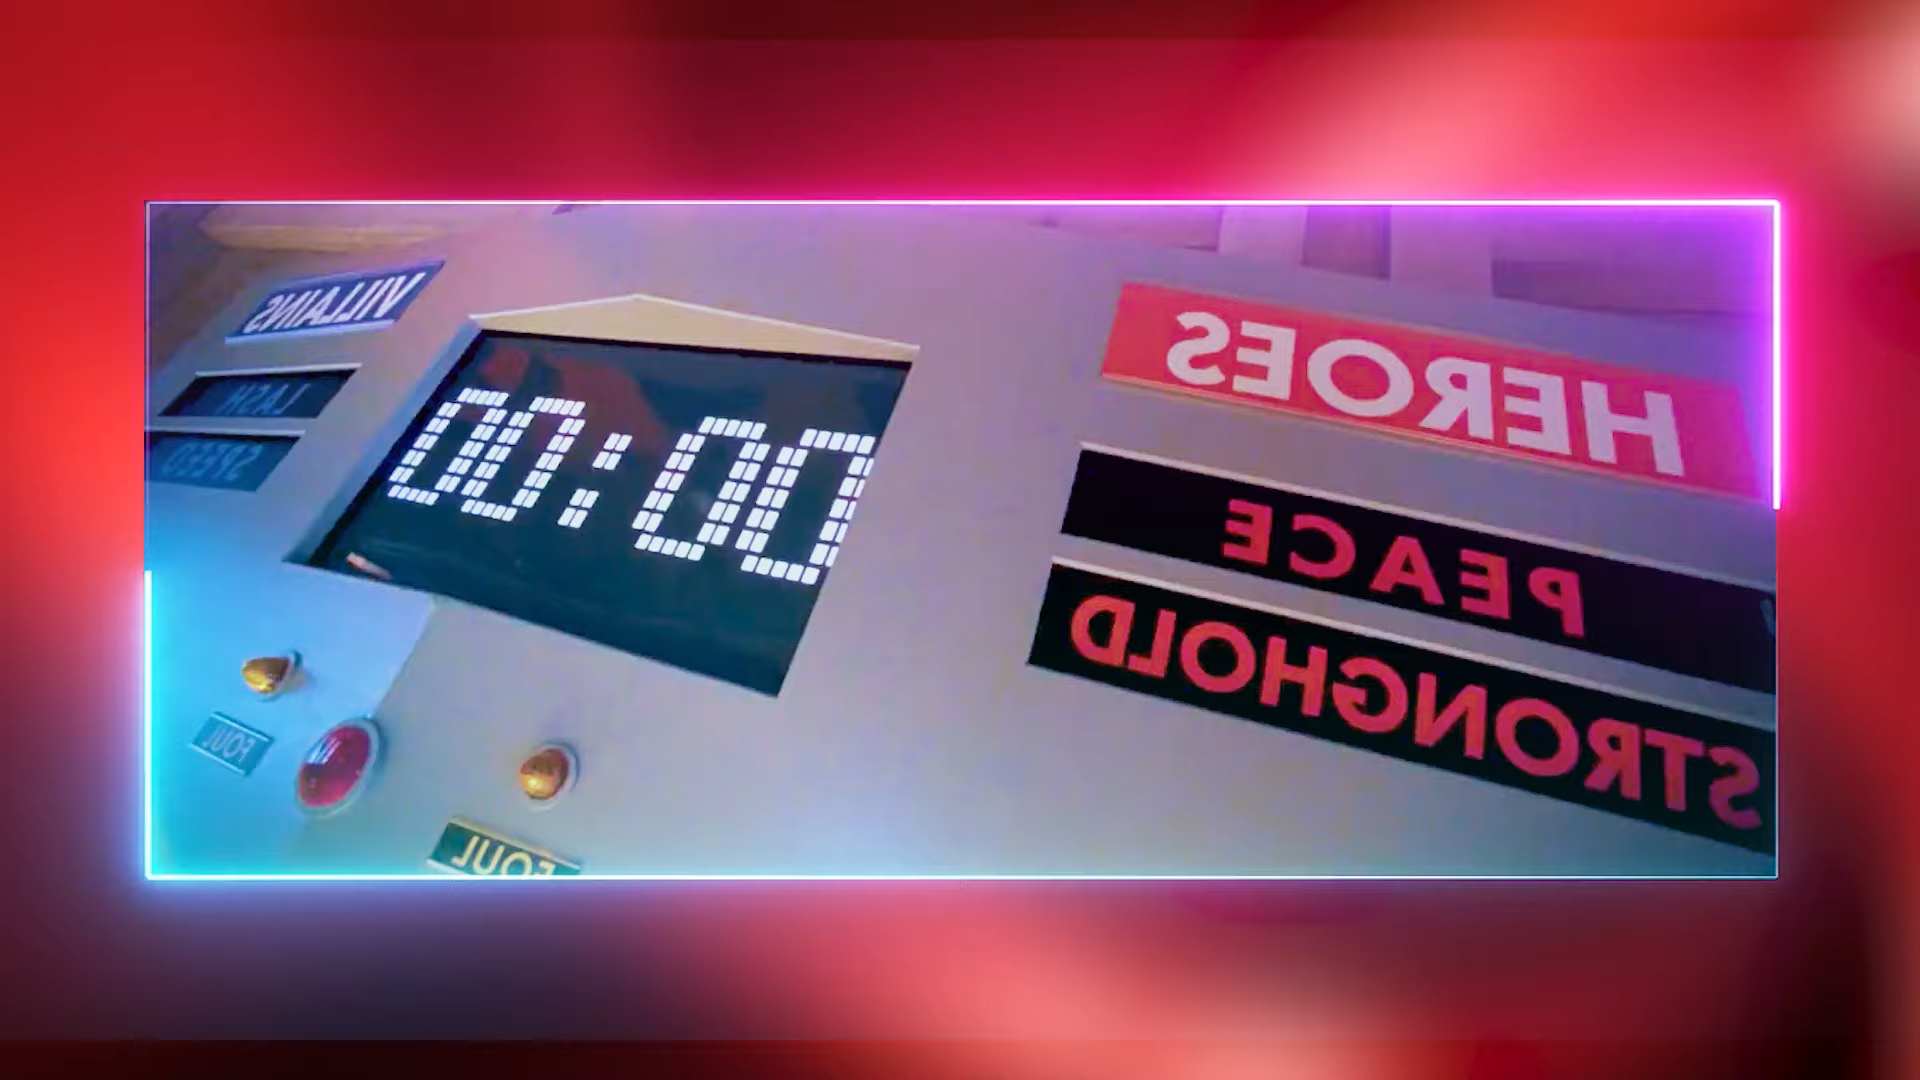 VILLAINS
LASH
SPEED
00:00
HEROES
PEACE
STRONGHOLD
FOUL
FOUL